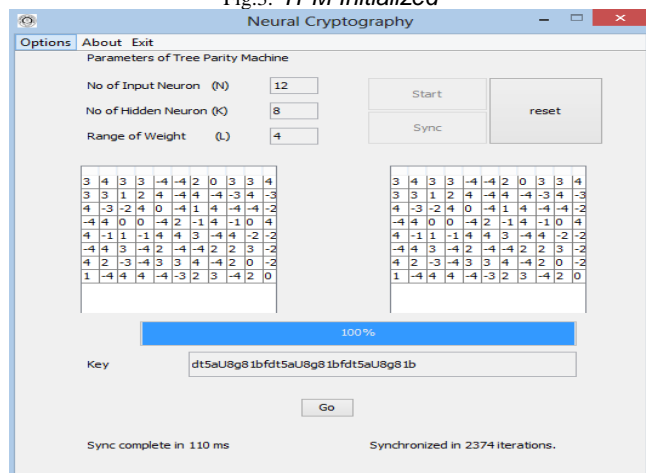 Fig.3. TPM Initialized
Neural Cryptography
Options About Exit
Parameters of Tree Parity Machine
No of Input Neuron (N) 12
No of Hidden Neuron (K) 8
Range of Weight (L) 4
Start
Sync
reset
3 4 3 3 -4 -4 2 0 3 3 4
3 3 1 2 4 -4 4 -4 -3 4 -3
4 -3 -2 4 0 -4 1 4 -4 -4 -2
-4 4 0 0 -4 2 -1 4 -1 0 4
4 -1 1 -1 4 4 3 -4 4 -2 -2
-4 4 3 -4 2 -4 -4 2 2 3 -2
4 2 -3 -4 3 3 4 -4 2 0 -2
1 -4 4 4 -4 -3 2 3 -4 2 0
3 4 3 3 -4 -4 2 0 3 3 4
3 3 1 2 4 -4 4 -4 -3 4 -3
4 -3 -2 4 0 -4 1 4 -4 -4 -2
-4 4 0 0 -4 2 -1 4 -1 0 4
4 -1 1 -1 4 4 3 -4 4 -2 -2
-4 4 3 -4 2 -4 -4 2 2 3 -2
4 2 -3 -4 3 3 4 -4 2 0 -2
1 -4 4 4 -4 -3 2 3 -4 2 0
100%
Key dt5aU8g81bfdt5aU8g81bfdt5aU8g81b
Go
Sync complete in 110 ms
Synchronized in 2374 iterations.